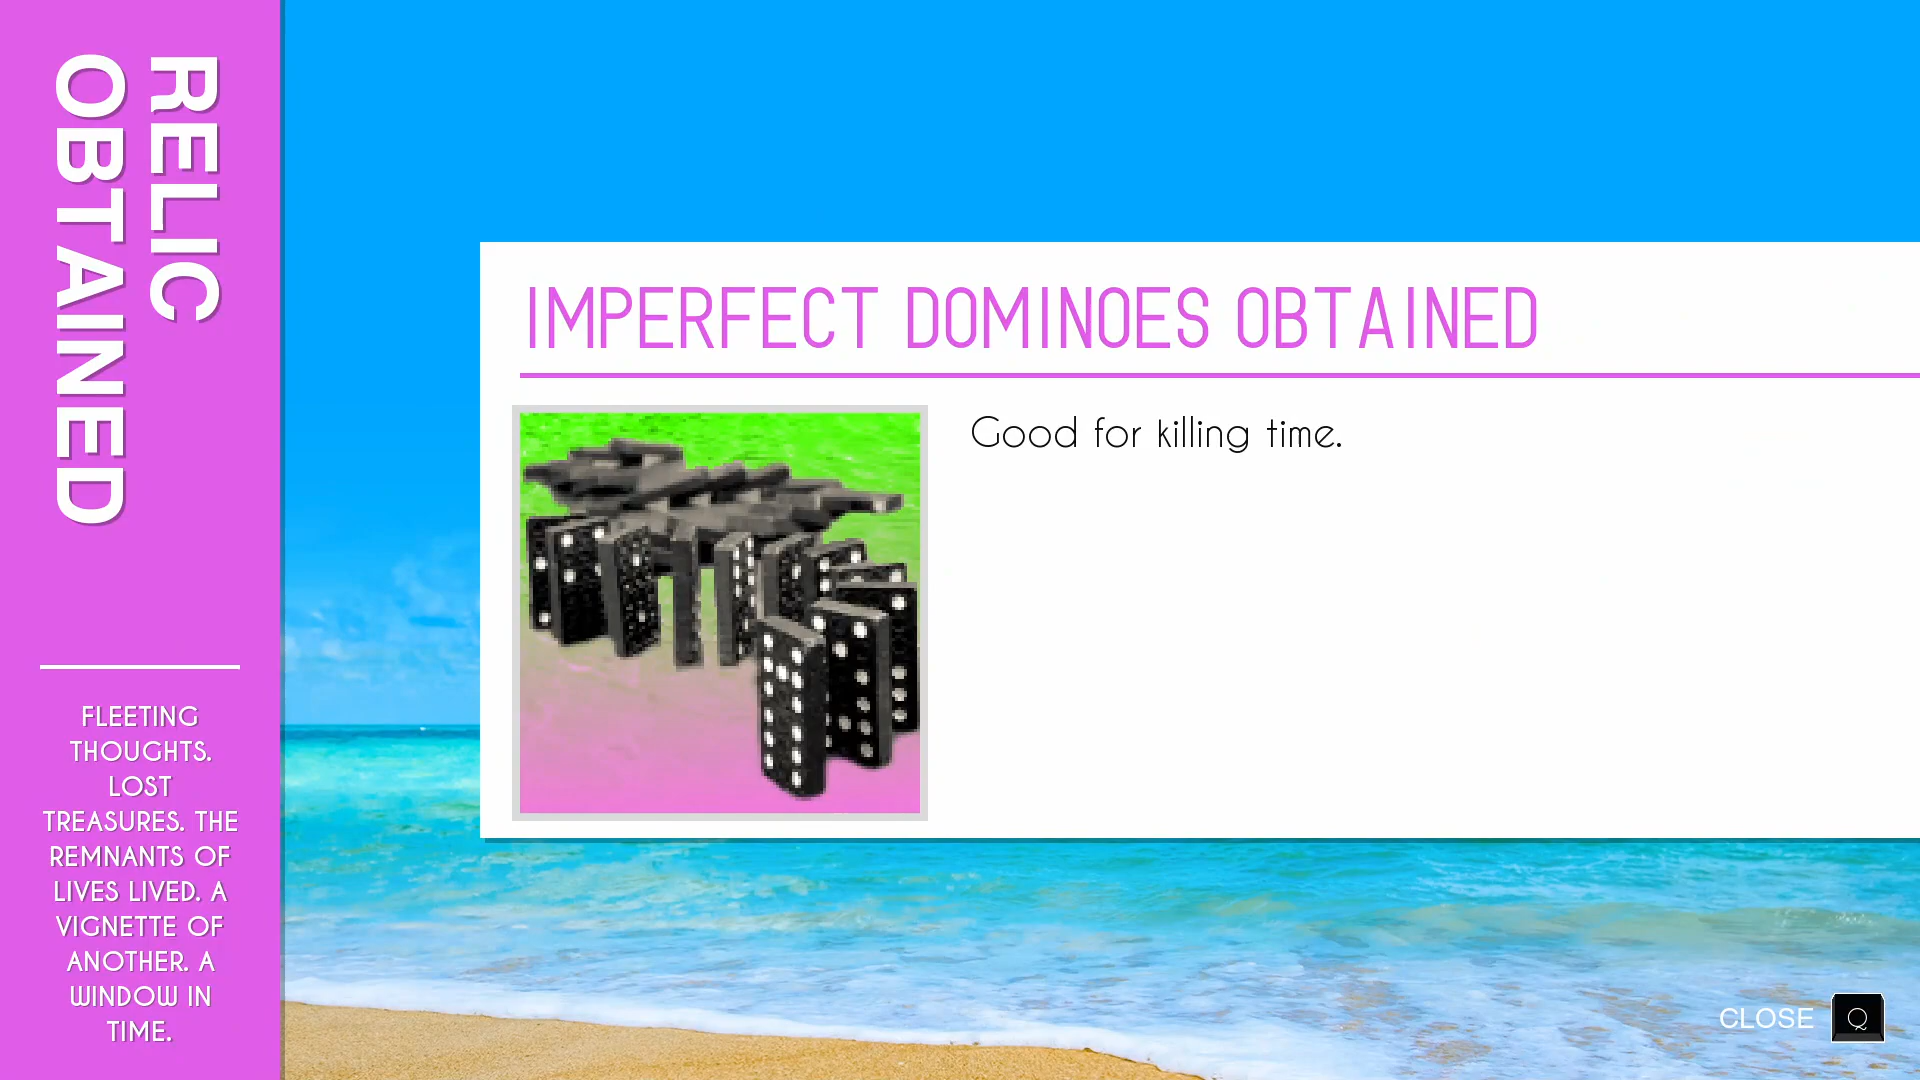 RELIC
OBTAINED
FLEETING
THOUGHTS.
LOST
TREASURES. THE
REMNANTS OF
LIVES LIVED. A
VIGNETTE OF
ANOTHER. A
WINDOW IN
TIME.
IMPERFECT DOMINOES OBTAINED
Good for killing time.
CLOSE Q